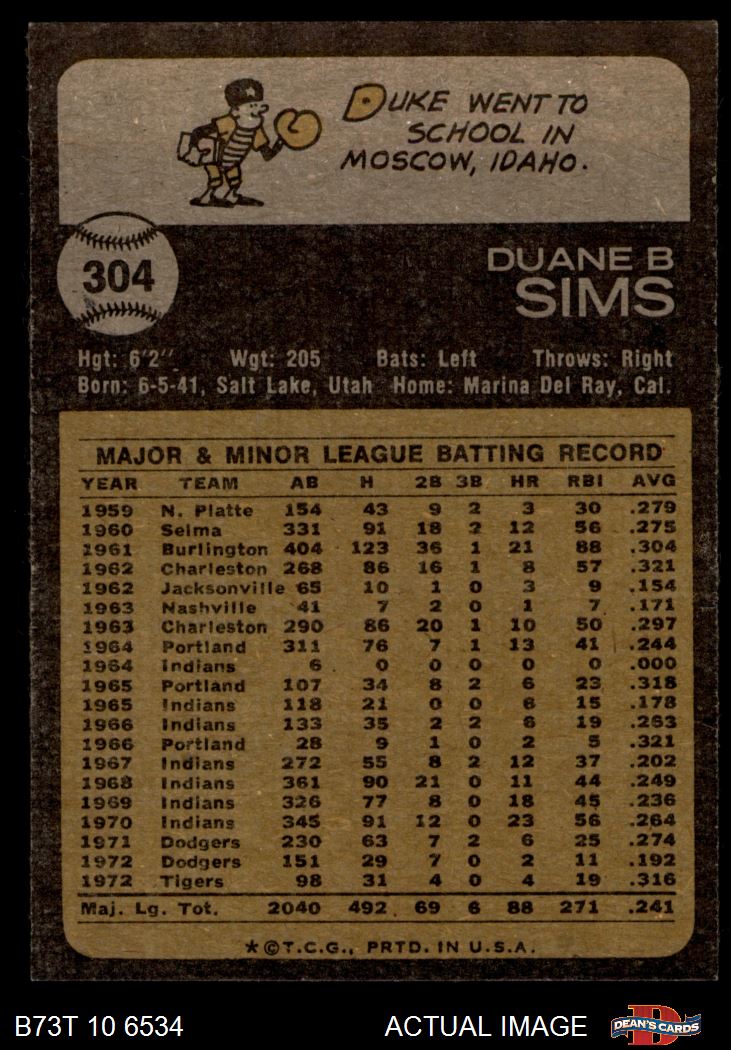 DUKE WENT TO
SCHOOL IN
MOSCOW, IDAHO.
304
DUANE B
SIMS
Hgt: 6'2" Wgt: 205 Bats: Left Throws: Right
Born: 6-5-41, Salt Lake, Utah Home: Marina Del Ray, Cal.
MAJOR & MINOR LEAGUE BATTING RECORD
YEAR TEAM AB H 2B 3B HR RBI AVG
1959 N. Platte 154 43 9 2 3 30 .279
1960 Selma 331 91 18 2 12 56 .275
1961 Burlington 404 123 36 1 21 88 .304
1962 Charleston 268 86 16 1 8 57 .321
1962 Jacksonville 65 10 1 0 3 9 .154
1963 Nashville 41 7 2 0 1 7 .171
1963 Charleston 290 86 20 1 10 50 .297
1964 Portland 311 76 7 1 13 41 .244
1964 Indians 6 0 0 0 0 0 .000
1965 Portland 107 34 8 2 6 23 .318
1965 Indians 118 21 0 0 6 15 .178
1966 Indians 133 35 2 2 6 19 .263
1966 Portland 28 9 1 0 2 5 .321
1967 Indians 272 55 8 2 12 37 .202
1968 Indians 361 90 21 0 11 44 .249
1969 Indians 326 77 8 0 18 45 .236
1970 Indians 345 91 12 0 23 56 .264
1971 Dodgers 230 63 7 2 6 25 .274
1972 Dodgers 151 29 7 0 2 11 .192
1972 Tigers 98 31 4 0 4 19 .316
Maj. Lg. Tot. 2040 492 69 6 88 271 .241
★©T.C.G., PRTD. IN U.S.A.
B73T 10 6534 ACTUAL IMAGE DEAN'S CARDS